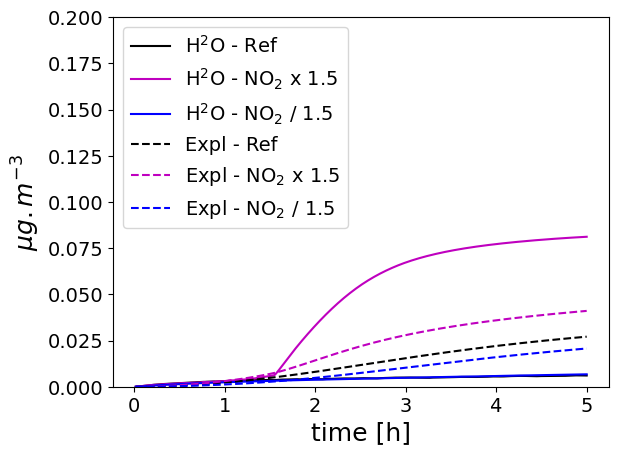 0.200
0.175
0.150
0.125
0.100
0.075
0.050
0.025
0.000
μg.m⁻³
H²O - Ref
H²O - NO₂ x 1.5
H²O - NO₂ / 1.5
Expl - Ref
Expl - NO₂ x 1.5
Expl - NO₂ / 1.5
0 1 2 3 4 5
time [h]